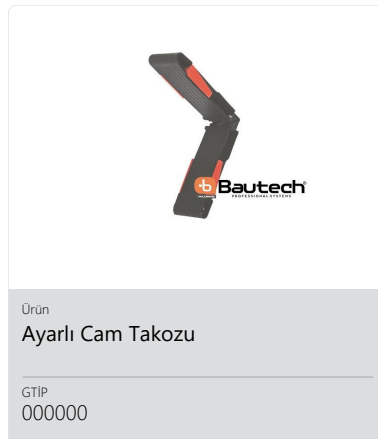 Bautech®
PROFESSIONAL SYSTEMS
Ürün
Ayarlı Cam Takozu
GTİP
000000